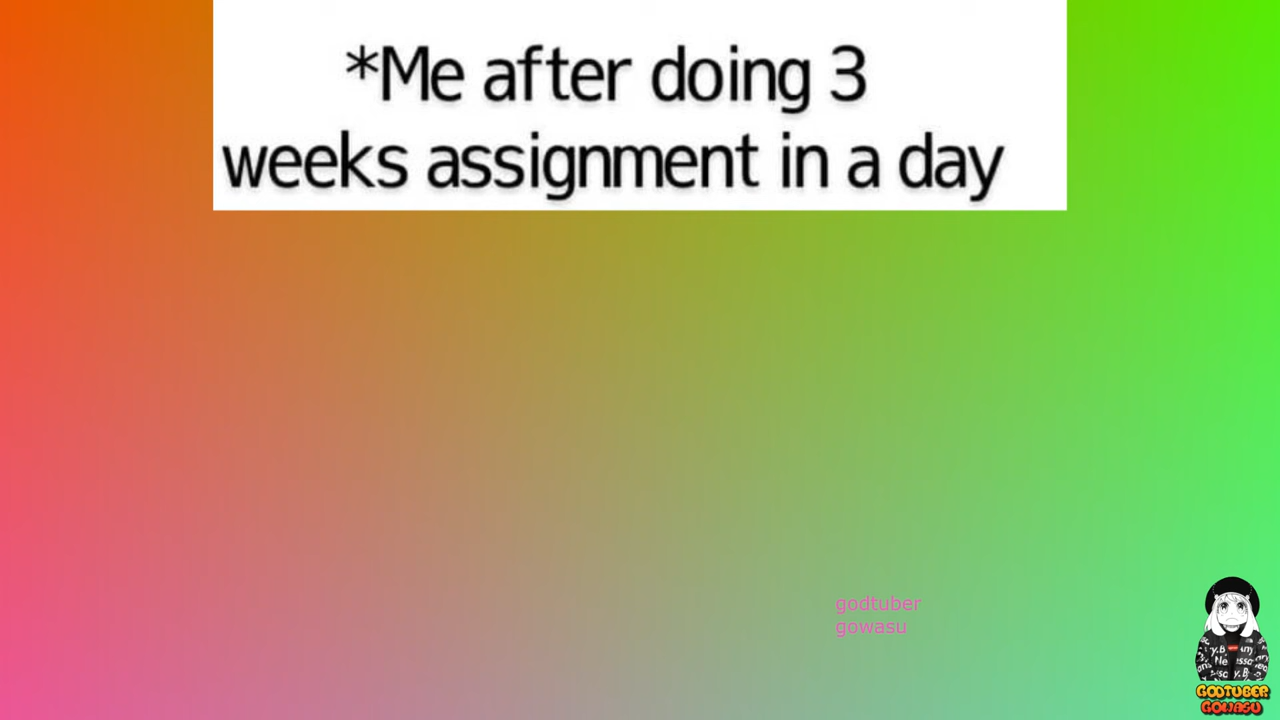 *Me after doing 3
weeks assignment in a day
godtuber
gowasu
GODTUBER
GOWASU